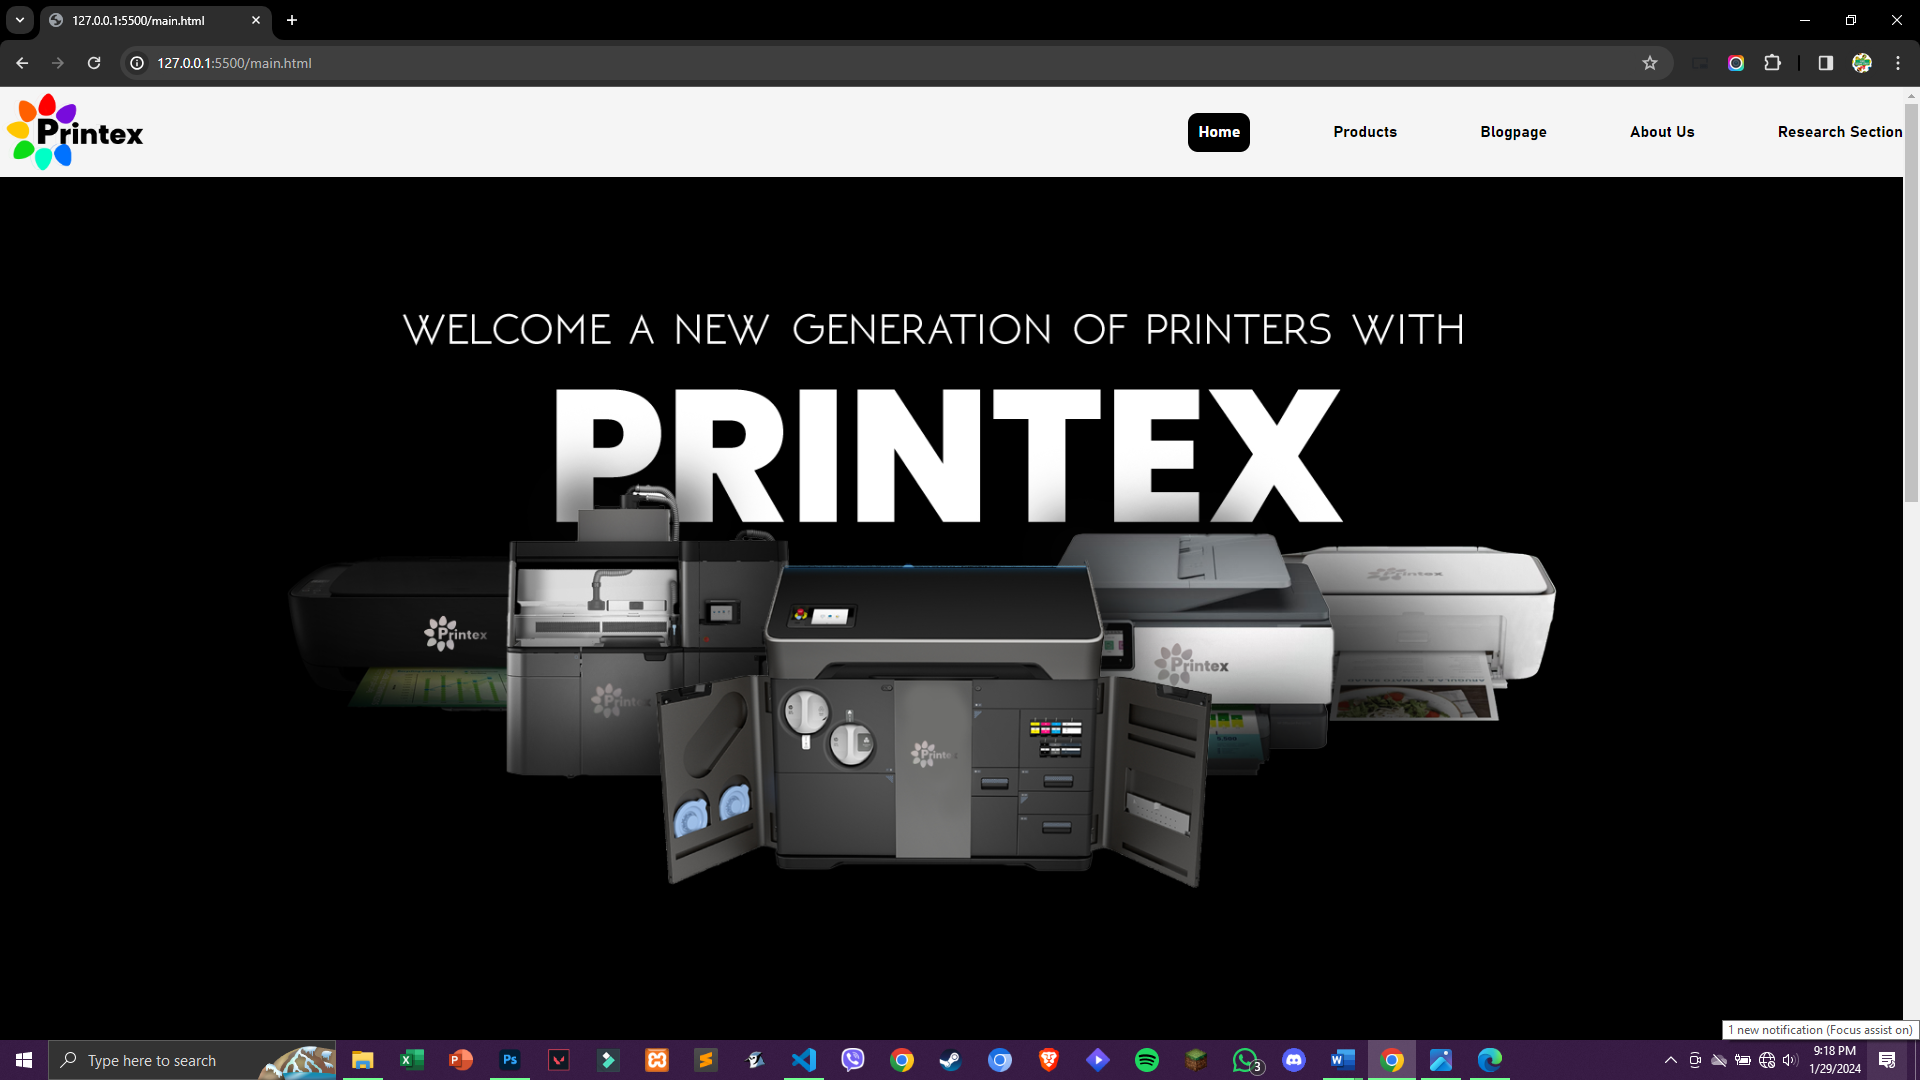 127.0.0.1:5500/main.html
127.0.0.1:5500/main.html
Printex
Home
Products
Blogpage
About Us
Research Section
WELCOME A NEW GENERATION OF PRINTERS WITH
PRINTEX
Printex
Printex
Printex
Printex
Printex
1 new notification (Focus assist on)
Type here to search
Ps
3
9:18 PM
1/29/2024